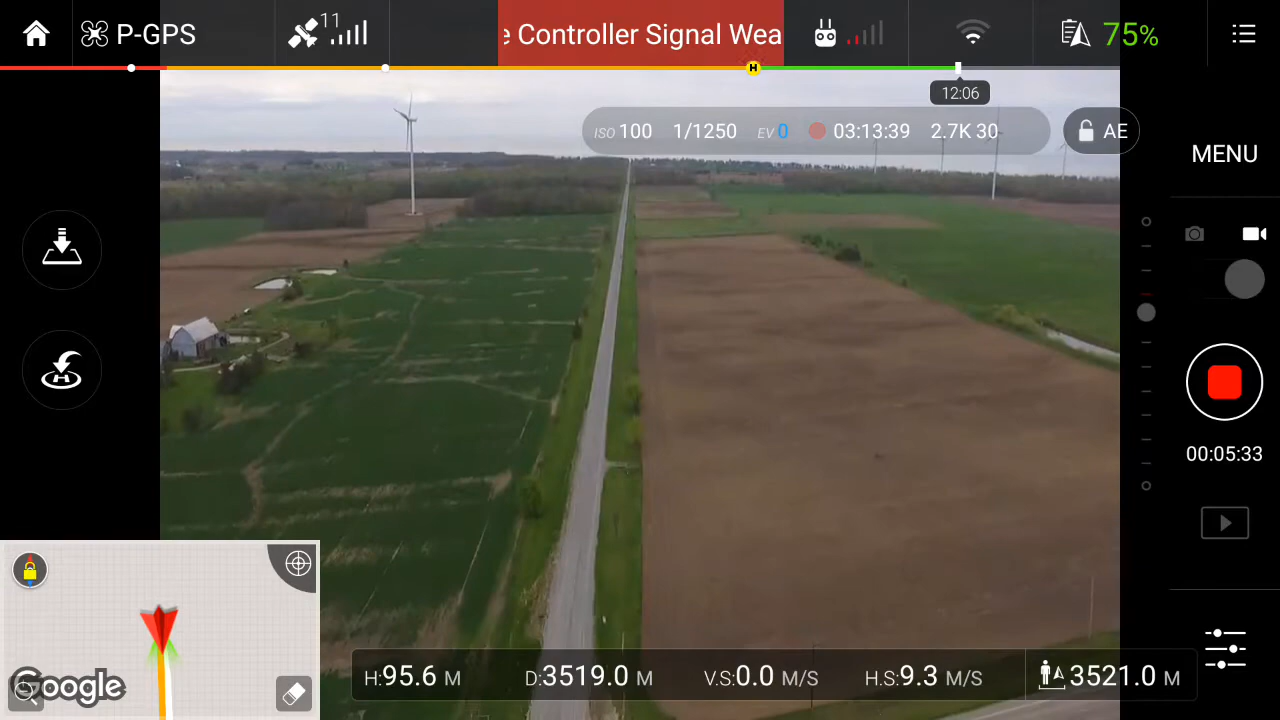 P-GPS
11
e Controller Signal Wea
75%
H
12:06
ISO 100 1/1250 EV 0 03:13:39 2.7K 30
AE
MENU
00:05:33
H
Google
H:95.6 M D:3519.0 M V.S:0.0 M/S H.S:9.3 M/S 3521.0 M